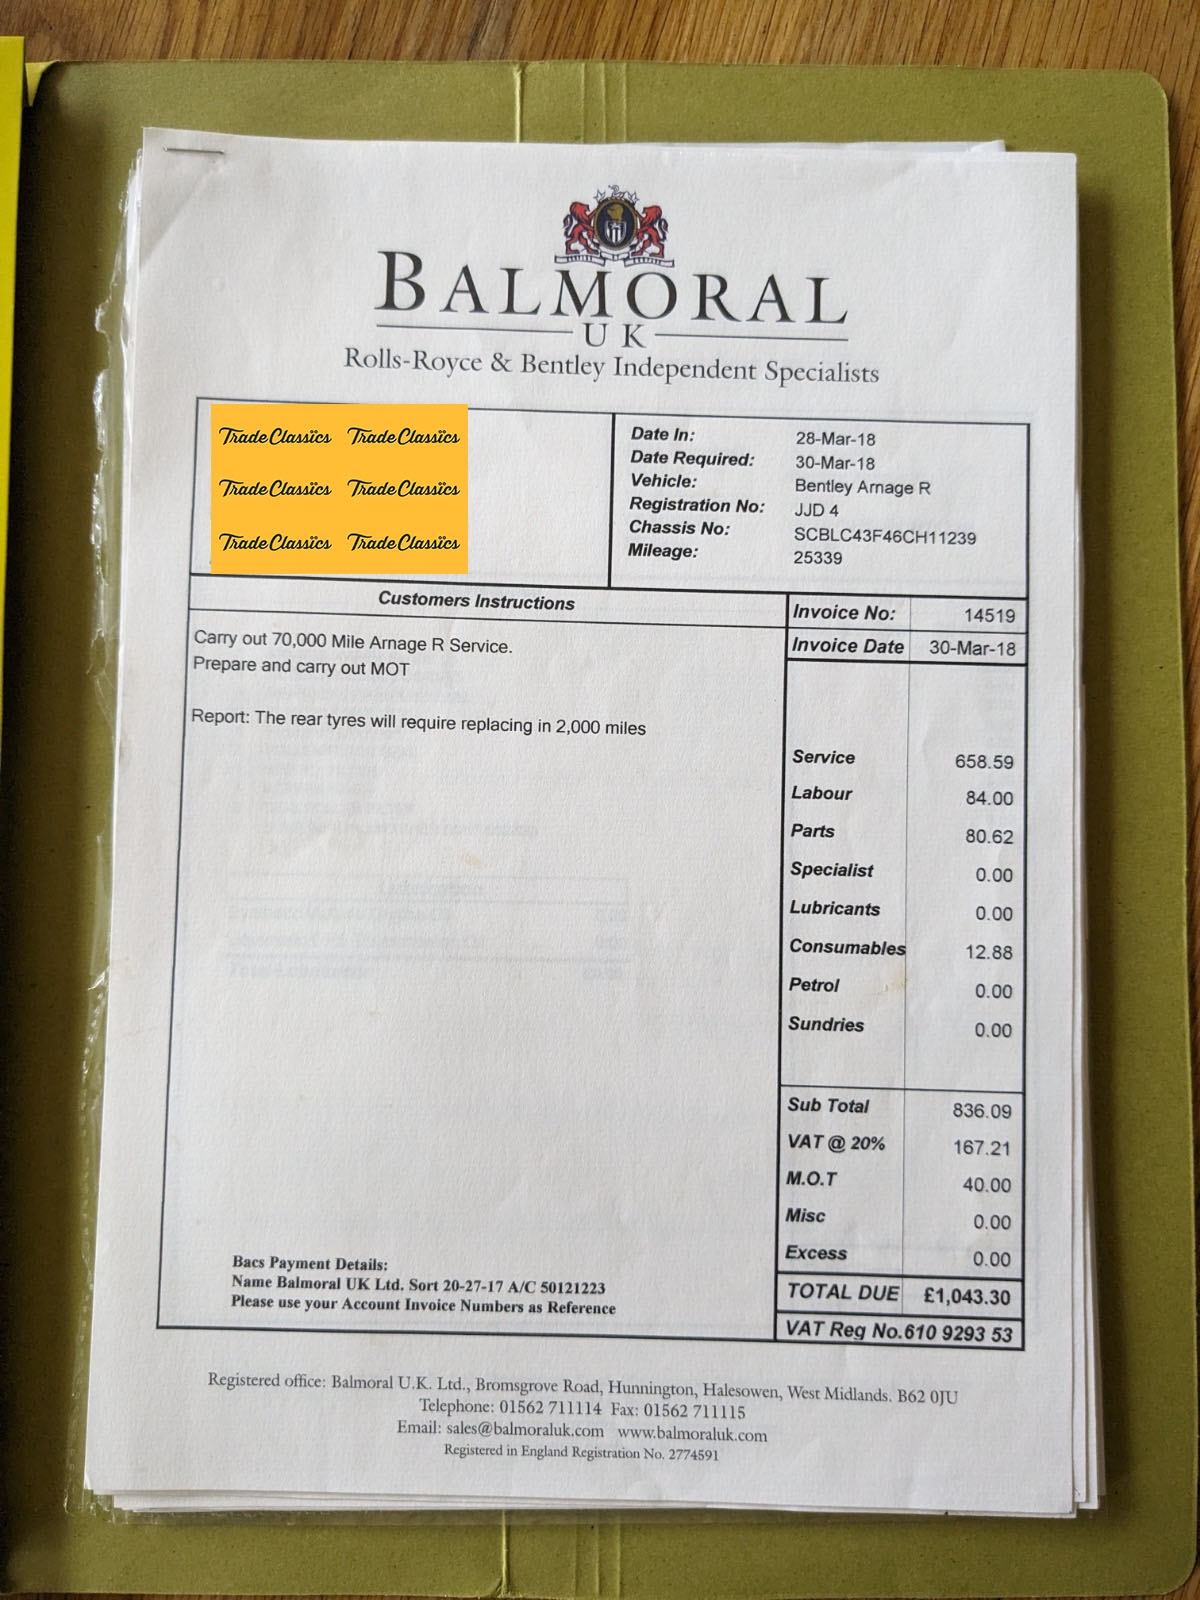 BALMORAL
UK
Rolls-Royce & Bentley Independent Specialists
TradeClassics TradeClassics
TradeClassics TradeClassics
TradeClassics TradeClassics
Date In: 28-Mar-18
Date Required: 30-Mar-18
Vehicle: Bentley Arnage R
Registration No: JJD 4
Chassis No: SCBLC43F46CH11239
Mileage: 25339
Customers Instructions
Invoice No: 14519
Invoice Date 30-Mar-18
Carry out 70,000 Mile Arnage R Service.
Prepare and carry out MOT
Report: The rear tyres will require replacing in 2,000 miles
Service 658.59
Labour 84.00
Parts 80.62
Specialist 0.00
Lubricants 0.00
Consumables 12.88
Petrol 0.00
Sundries 0.00
Sub Total 836.09
VAT @ 20% 167.21
M.O.T 40.00
Misc 0.00
Excess 0.00
TOTAL DUE £1,043.30
VAT Reg No. 610 9293 53
Bacs Payment Details:
Name Balmoral UK Ltd. Sort 20-27-17 A/C 50121223
Please use your Account Invoice Numbers as Reference
Registered office: Balmoral U.K. Ltd., Bromsgrove Road, Hunnington, Halesowen, West Midlands. B62 0JU
Telephone: 01562 711114 Fax: 01562 711115
Email: sales@balmoraluk.com www.balmoraluk.com
Registered in England Registration No. 2774591